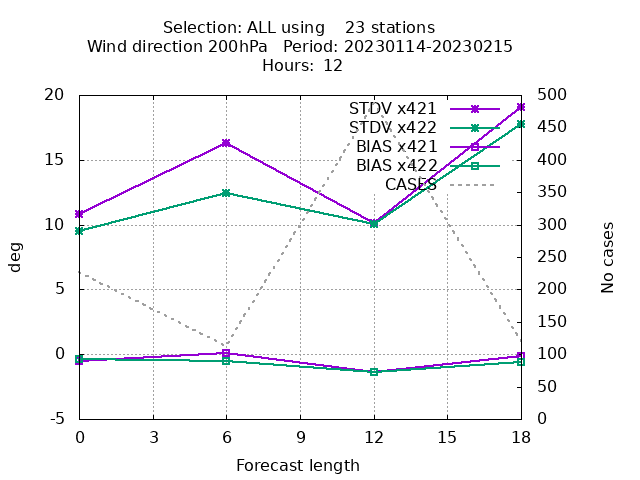 Selection: ALL using    23 stations
Wind direction 200hPa   Period: 20230114-20230215
Hours:  12
STDV x421
STDV x422
BIAS x421
BIAS x422
CASES
20
15
10
5
0
-5
deg
500
450
400
350
300
250
200
150
100
50
0
No cases
0 3 6 9 12 15 18
Forecast length